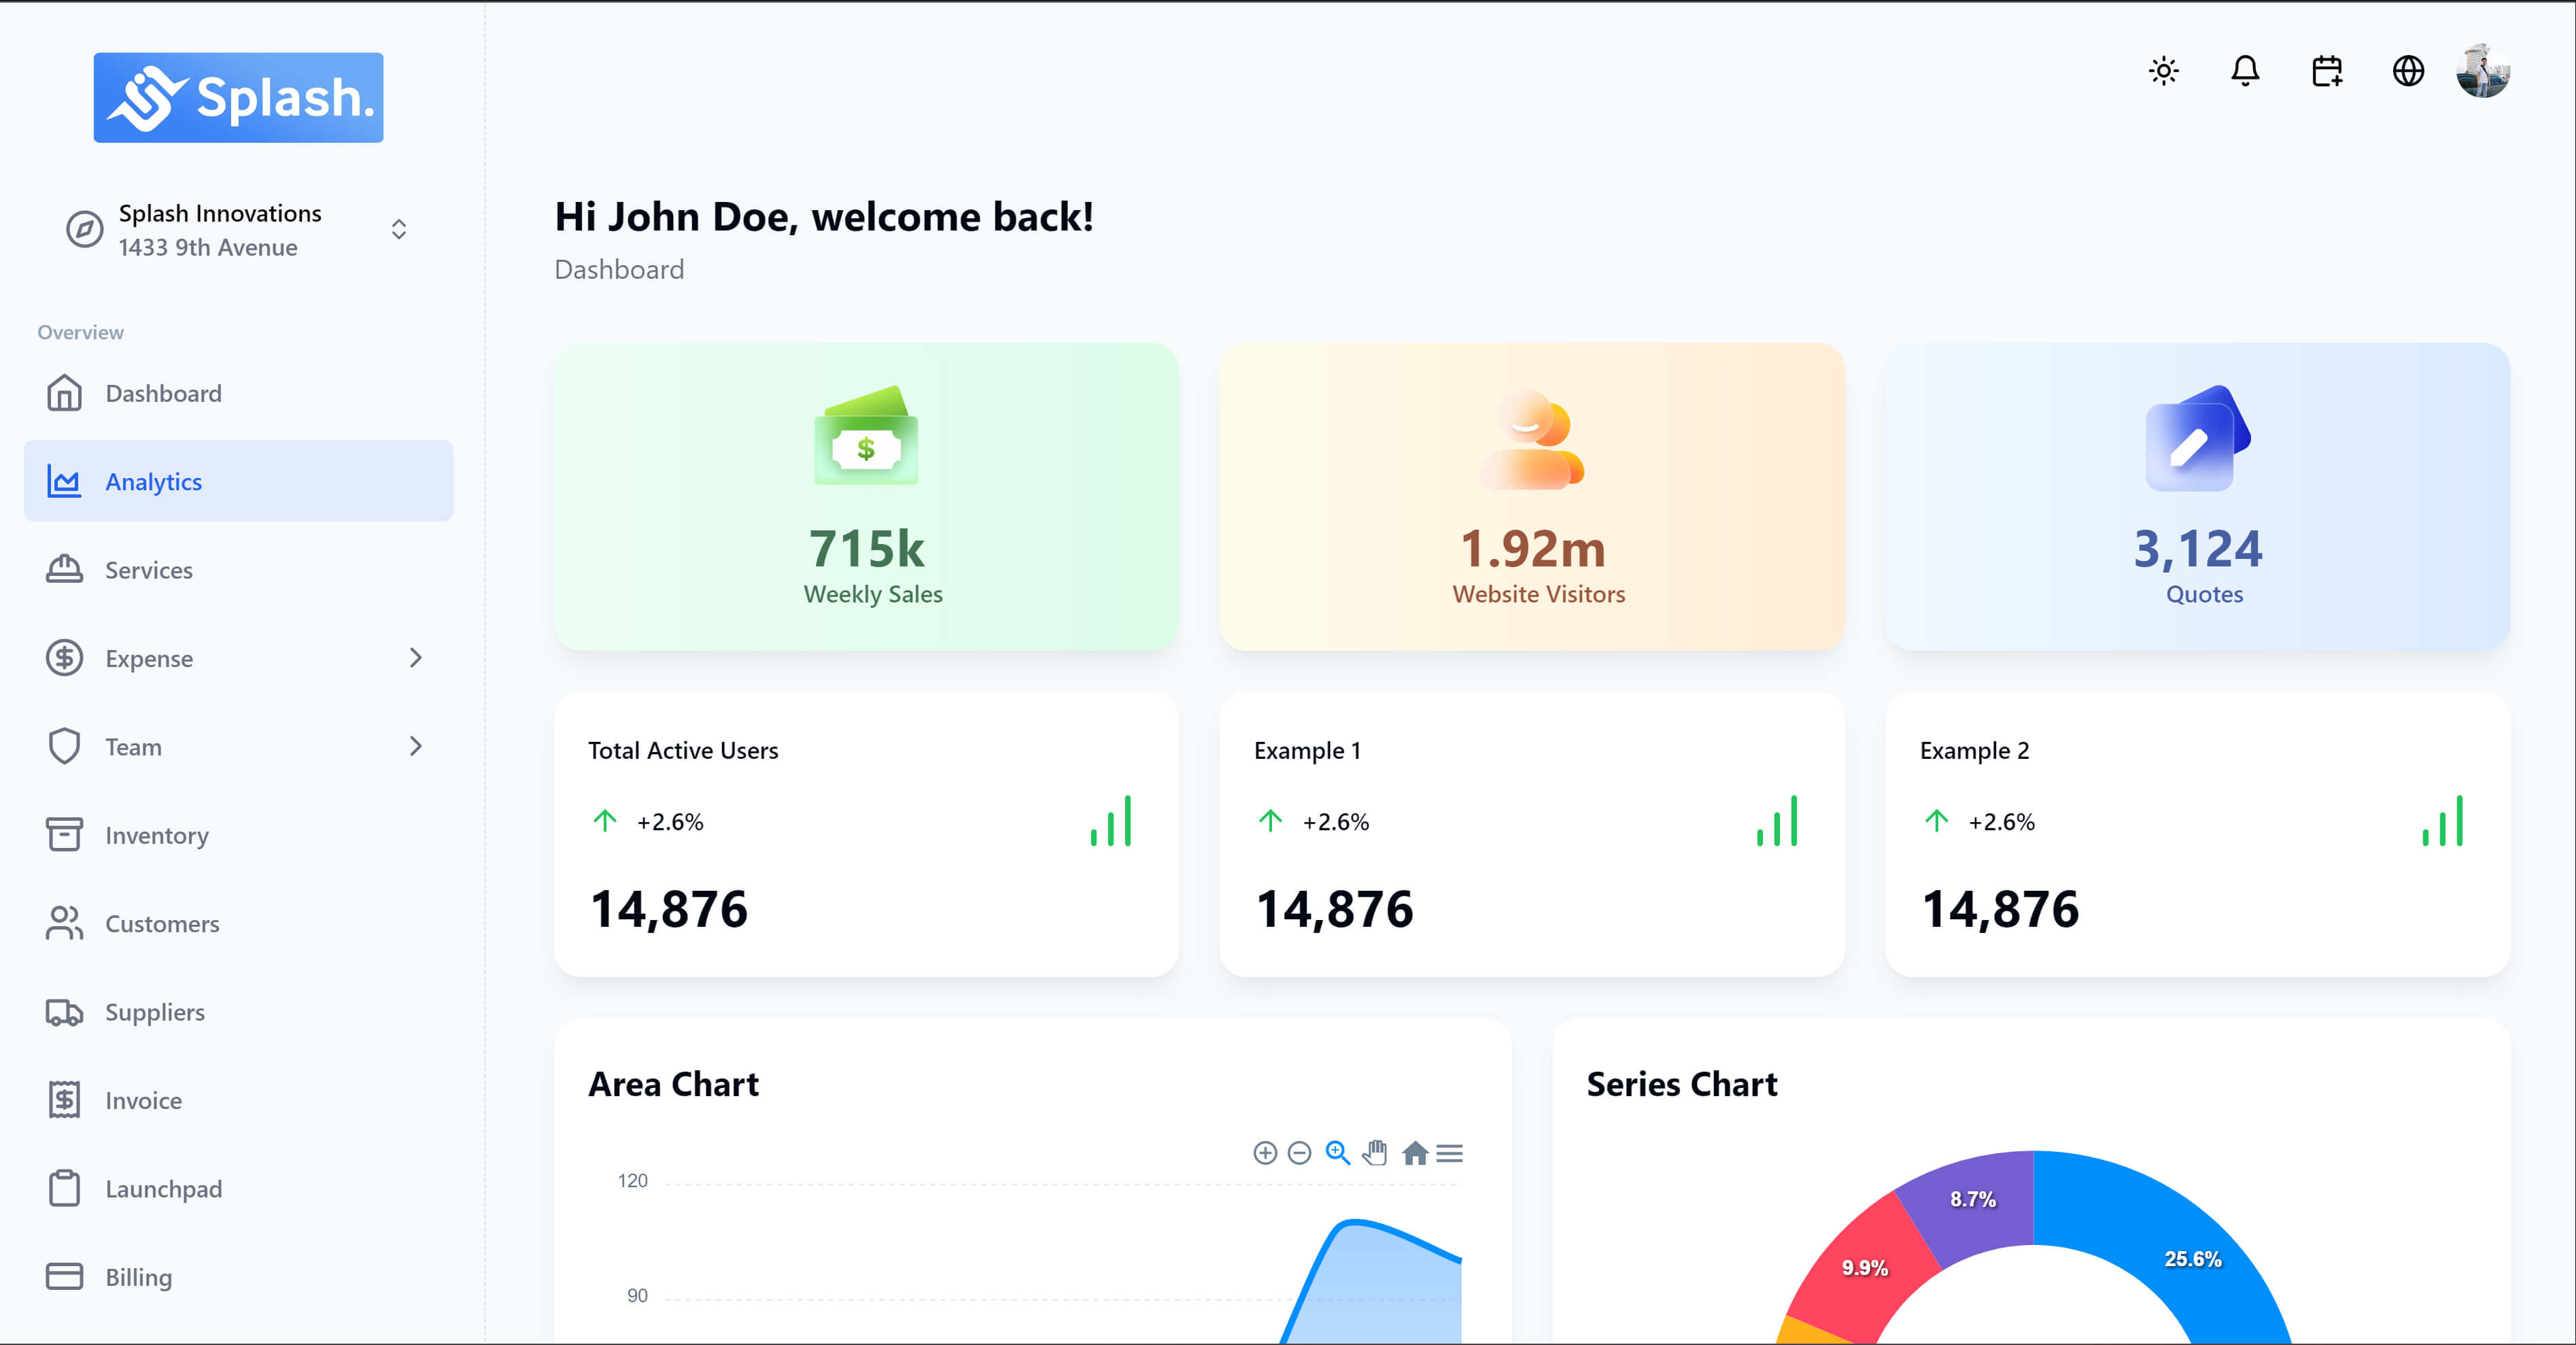 Splash.
Splash Innovations
1433 9th Avenue
Overview
Dashboard
Analytics
Services
Expense
Team
Inventory
Customers
Suppliers
Invoice
Launchpad
Billing
Hi John Doe, welcome back!
Dashboard
$
715k
Weekly Sales
1.92m
Website Visitors
3,124
Quotes
Total Active Users
+2.6%
14,876
Example 1
+2.6%
14,876
Example 2
+2.6%
14,876
Area Chart
120
90
Series Chart
8.7%
25.6%
9.9%